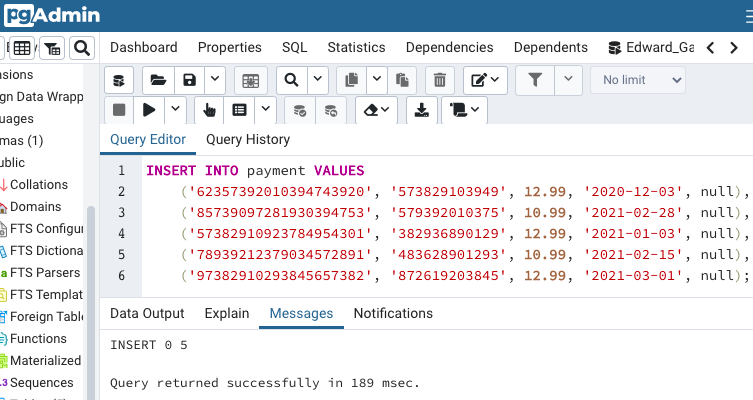 pgAdmin
Dashboard Properties SQL Statistics Dependencies Dependents Edward_Ga
No limit
Query Editor Query History
nsions
gn Data Wrapp
uages
mas (1)
ublic
Collations
Domains
FTS Configur
FTS Dictiona
FTS Parsers
FTS Templat
Foreign Table
Functions
Materialized
Sequences
1 INSERT INTO payment VALUES
2 ('62357392010394743920', '573829103949', 12.99, '2020-12-03', null),
3 ('85739097281930394753', '579392010375', 10.99, '2021-02-28', null),
4 ('57382910923784954301', '382936890129', 12.99, '2021-01-03', null),
5 ('78939212379034572891', '483628901293', 10.99, '2021-02-15', null),
6 ('97382910293845657382', '872619203845', 12.99, '2021-03-01', null);
Data Output Explain Messages Notifications
INSERT 0 5
Query returned successfully in 189 msec.